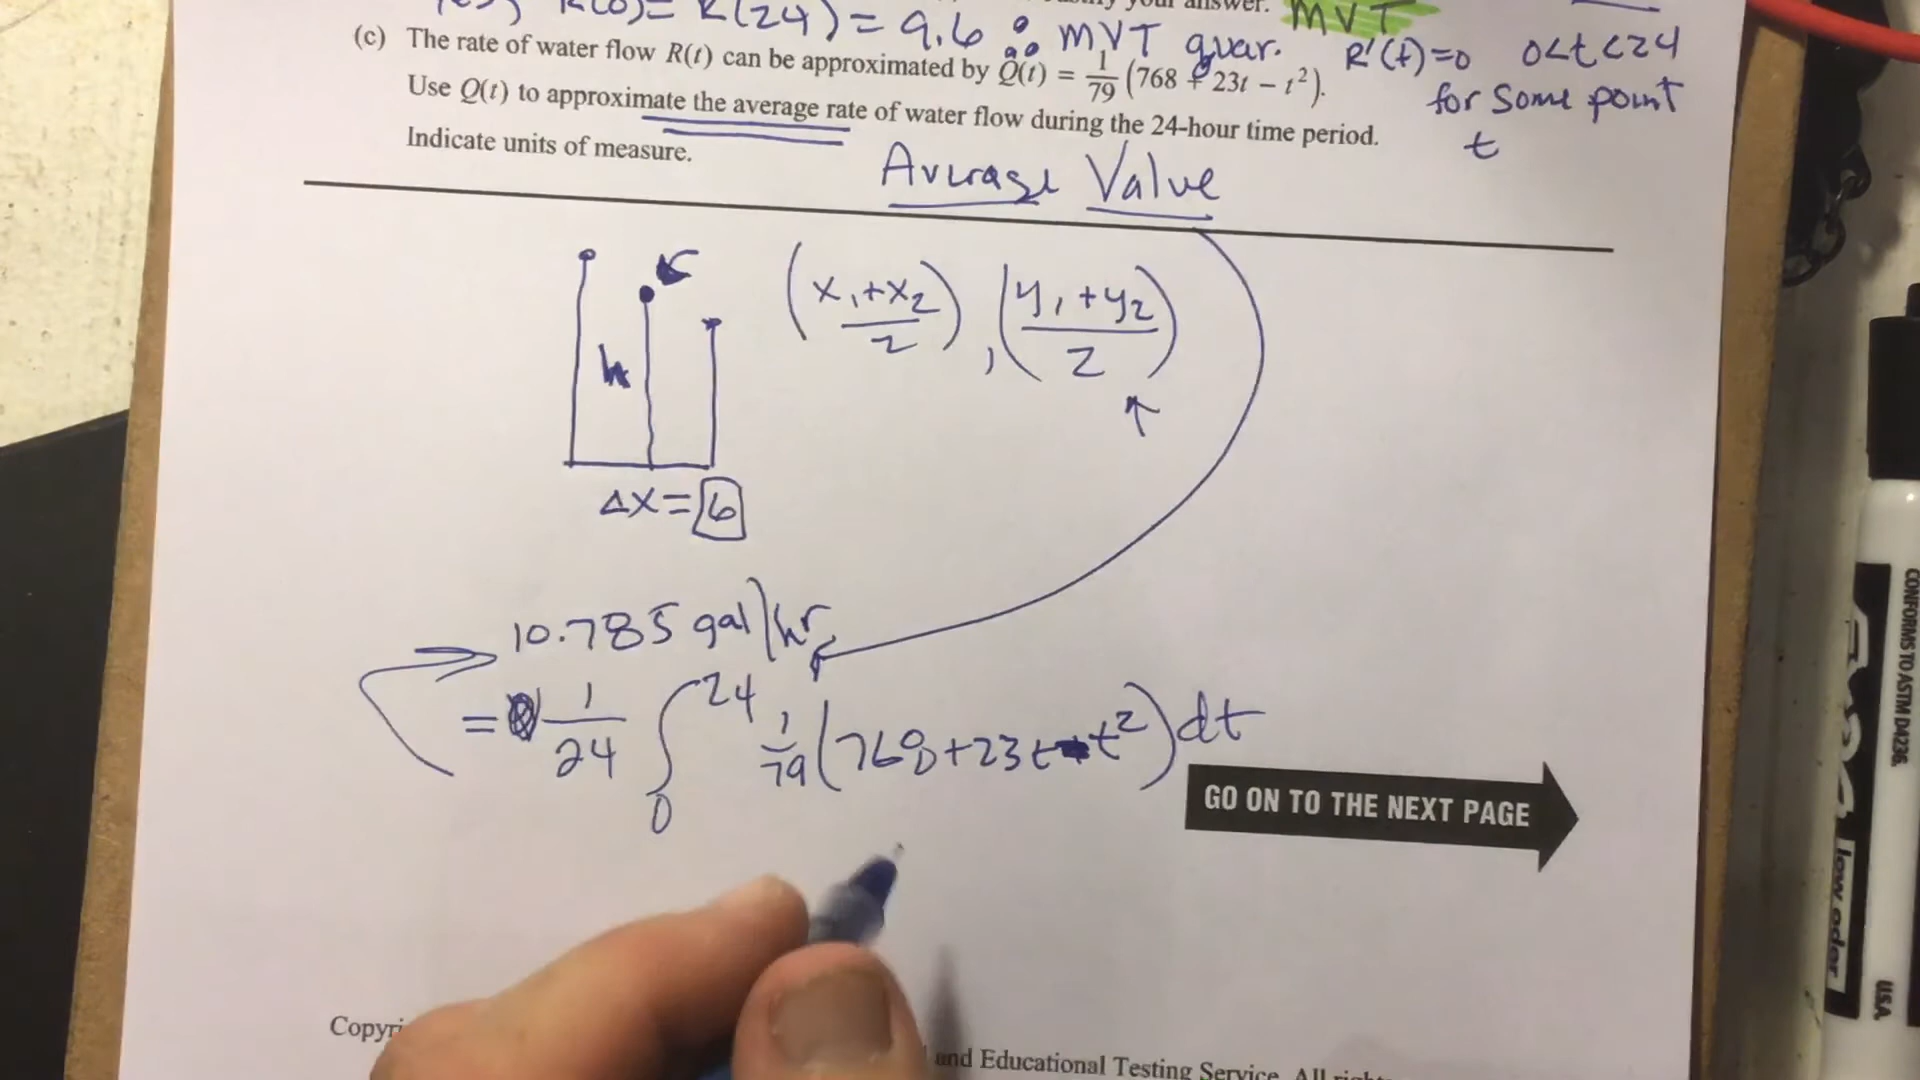 R(0) = R(24) = 9.6 ∴ MVT guar.
your answer. MVT
R'(t)=0 0<t<24
for some point
t
(c) The rate of water flow R(t) can be approximated by Q(t) = 1/79 (768 + 23t − t²).
Use Q(t) to approximate the average rate of water flow during the 24-hour time period.
Indicate units of measure.
Average Value
h
(x₁+x₂/2), (y₁+y₂/2)
Δx = 6
10.785 gal/hr
= 1/24 ∫₀²⁴ 1/79 (768+23t-t²) dt
GO ON TO THE NEXT PAGE
and Educational Testing Service. All
CONFORMS TO ASTM D4236.
EXPO
low odor
USA